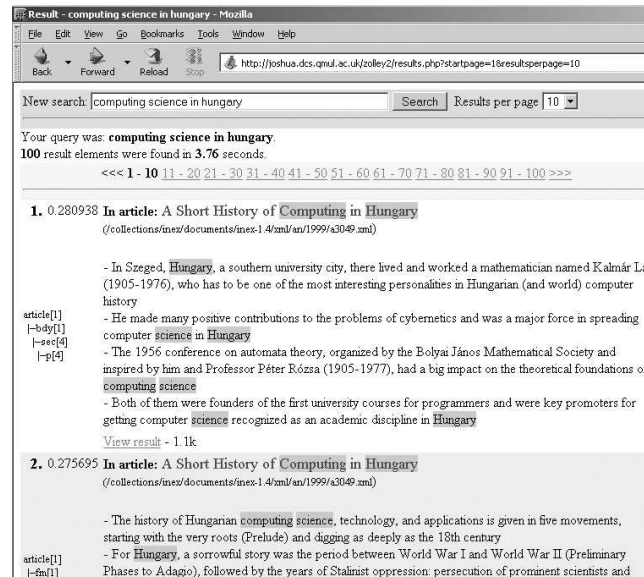 Result - computing science in hungary - Mozilla
File Edit View Go Bookmarks Tools Window Help
Back Forward Reload Stop http://joshua.dcs.qmul.ac.uk/zolley2/results.php?startpage=1&resultsperpage=10
New search: computing science in hungary Search Results per page 10
Your query was: computing science in hungary.
100 result elements were found in 3.76 seconds.
<<< 1 - 10 11 - 20 21 - 30 31 - 40 41 - 50 51 - 60 61 - 70 71 - 80 81 - 90 91 - 100 >>>
1. 0.280938 In article: A Short History of Computing in Hungary
(/collections/inex/documents/inex-1.4/xml/an/1999/a3049.xml)
- In Szeged, Hungary, a southern university city, there lived and worked a mathematician named Kalmár
(1905-1976), who has to be one of the most interesting personalities in Hungarian (and world) computer
history
- He made many positive contributions to the problems of cybernetics and was a major force in spreading
computer science in Hungary
- The 1956 conference on automata theory, organized by the Bolyai János Mathematical Society and
inspired by him and Professor Péter Rózsa (1905-1977), had a big impact on the theoretical foundations
computing science
- Both of them were founders of the first university courses for programmers and were key promoters for
getting computer science recognized as an academic discipline in Hungary
article[1]
|-bdy[1]
|-sec[4]
|-p[4]
View result - 1.1k
2. 0.275695 In article: A Short History of Computing in Hungary
(/collections/inex/documents/inex-1.4/xml/an/1999/a3049.xml)
- The history of Hungarian computing science, technology, and applications is given in five movements,
starting with the very roots (Prelude) and digging as deeply as the 18th century
- For Hungary, a sorrowful story was the period between World War I and World War II (Preliminary
Phases to Adagio), followed by the years of Stalinist oppression: persecution of prominent scientists and
article[1]
|-fm[1]